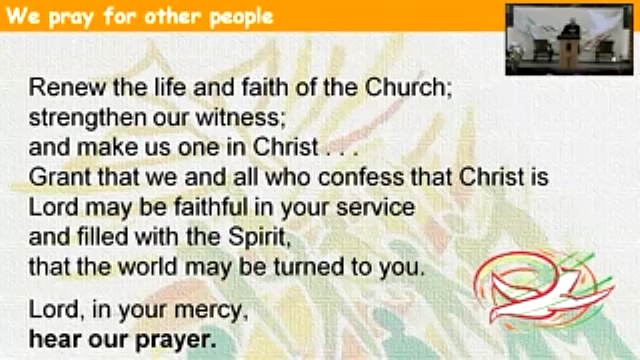 We pray for other people
Renew the life and faith of the Church;
strengthen our witness;
and make us one in Christ . . .
Grant that we and all who confess that Christ is
Lord may be faithful in your service
and filled with the Spirit,
that the world may be turned to you.
Lord, in your mercy,
hear our prayer.